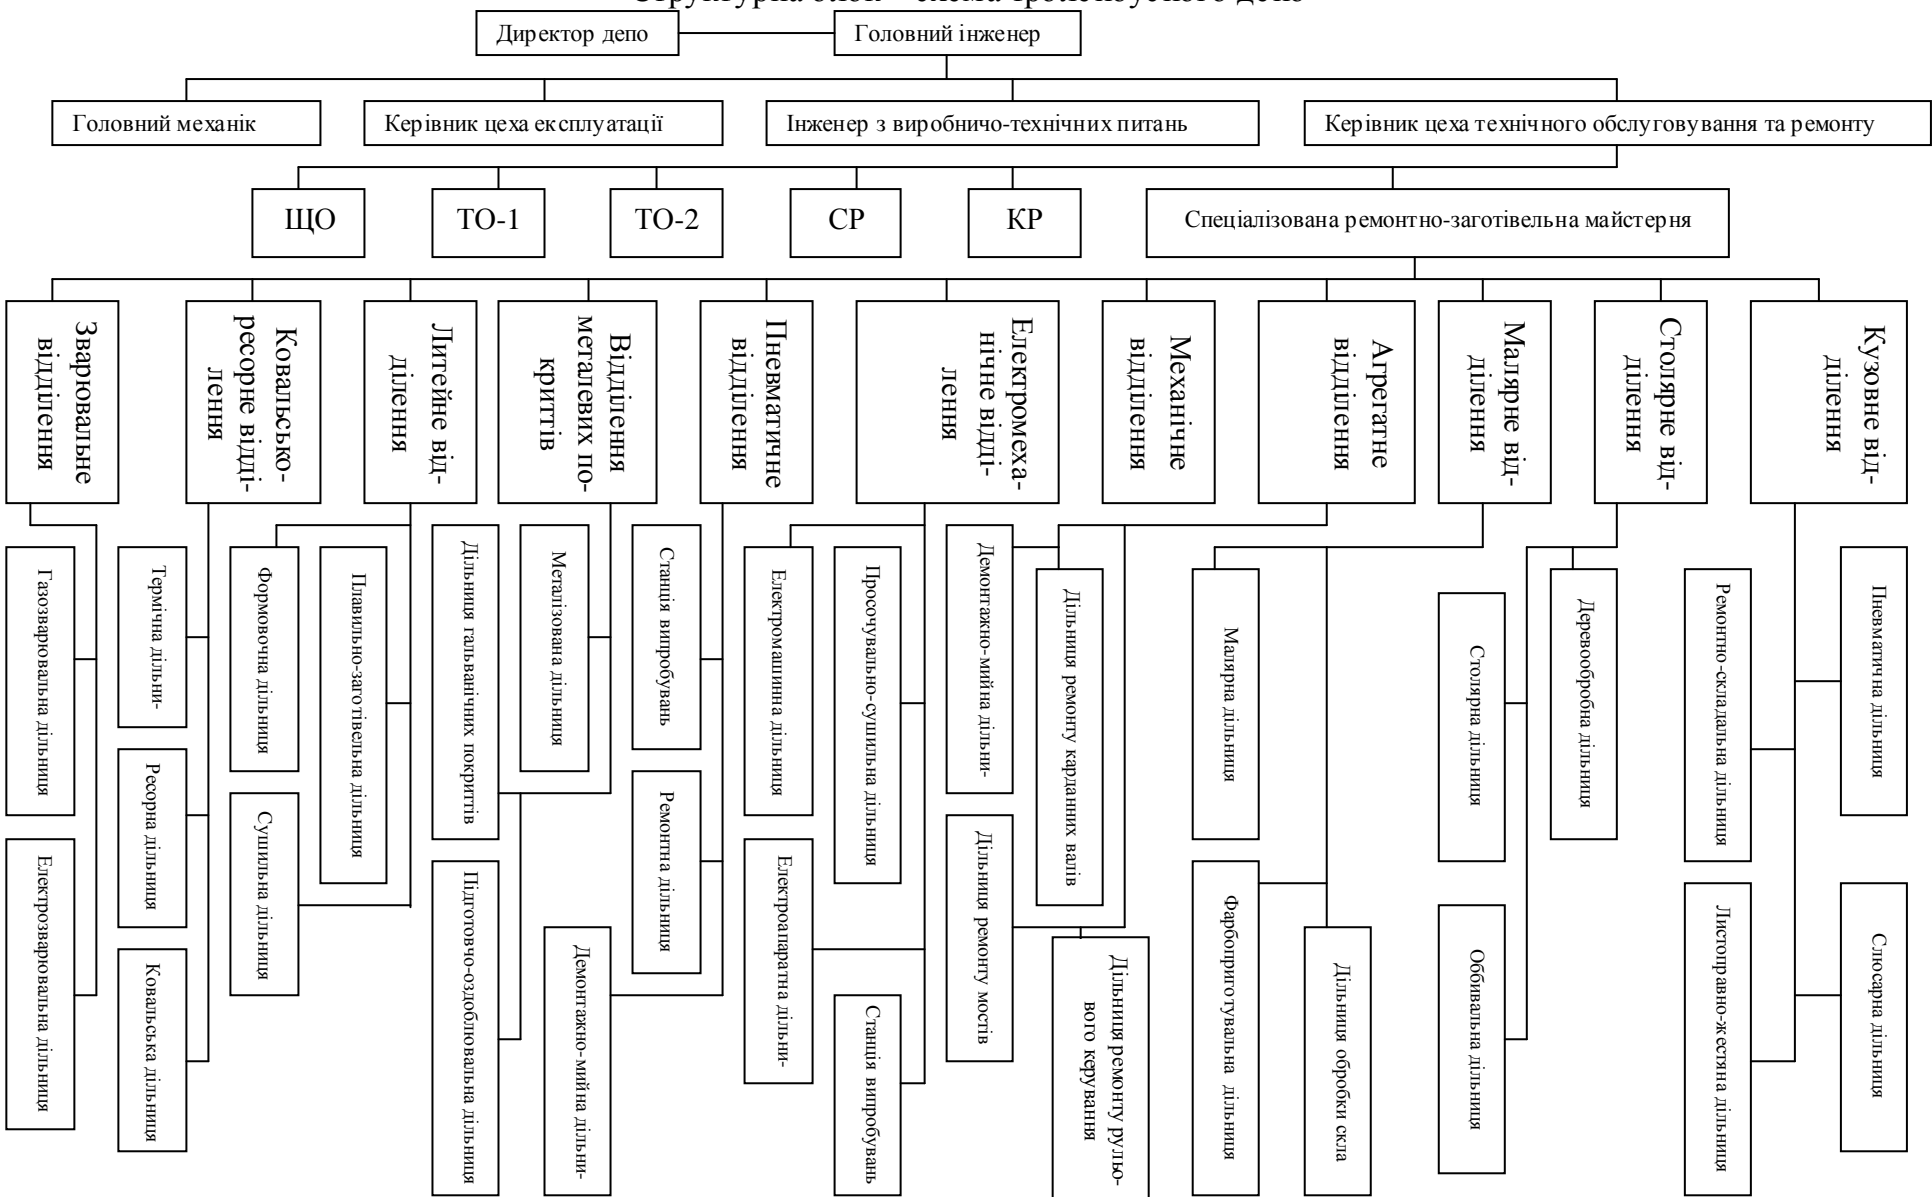 Структурна блок – схема тролейбусного депо
Директор депо
Головний інженер
Головний механік
Керівник цеха експлуатації
Інженер з виробничо-технічних питань
Керівник цеха технічного обслуговування та ремонту
ЩО
ТО-1
ТО-2
СР
КР
Спеціалізована ремонтно-заготівельна майстерня
Зварювальне
відділення
Ковальсько-
ресорне відді-
лення
Литейне від-
ділення
Відділення
металевих по-
криттів
Пневматичне
відділення
Електромеха-
нічне відді-
лення
Механічне
відділення
Агрегатне
відділення
Малярне від-
ділення
Столярне від-
ділення
Кузовне від-
ділення
Газозварювальна дільниця
Електрозварювальна дільниця
Термічна дільни-
Ресорна дільниця
Ковальська дільниця
Формовочна дільниця
Сушильна дільниця
Плавильно-заготівельна дільниця
Дільниця гальванічних покриттів
Підготовчо-оздоблювальна дільниця
Металізована дільниця
Станція випробувань
Ремонтна дільниця
Демонтажно-мийна дільни-
Електромашинна дільниця
Електроапаратна дільни-
Просочувально-сушильна дільниця
Станція випробувань
Демонтажно-мийна дільни-
Дільниця ремонту мостів
Дільниця ремонту карданних валів
Дільниця ремонту рульо-
вого керування
Малярна дільниця
Фарбоприготувальна дільниця
Дільниця обробки скла
Столярна дільниця
Оббивальна дільниця
Деревообробна дільниця
Ремонтно-складальна дільниця
Листоправно-жестяна дільниця
Пневматична дільниця
Слюсарна дільниця